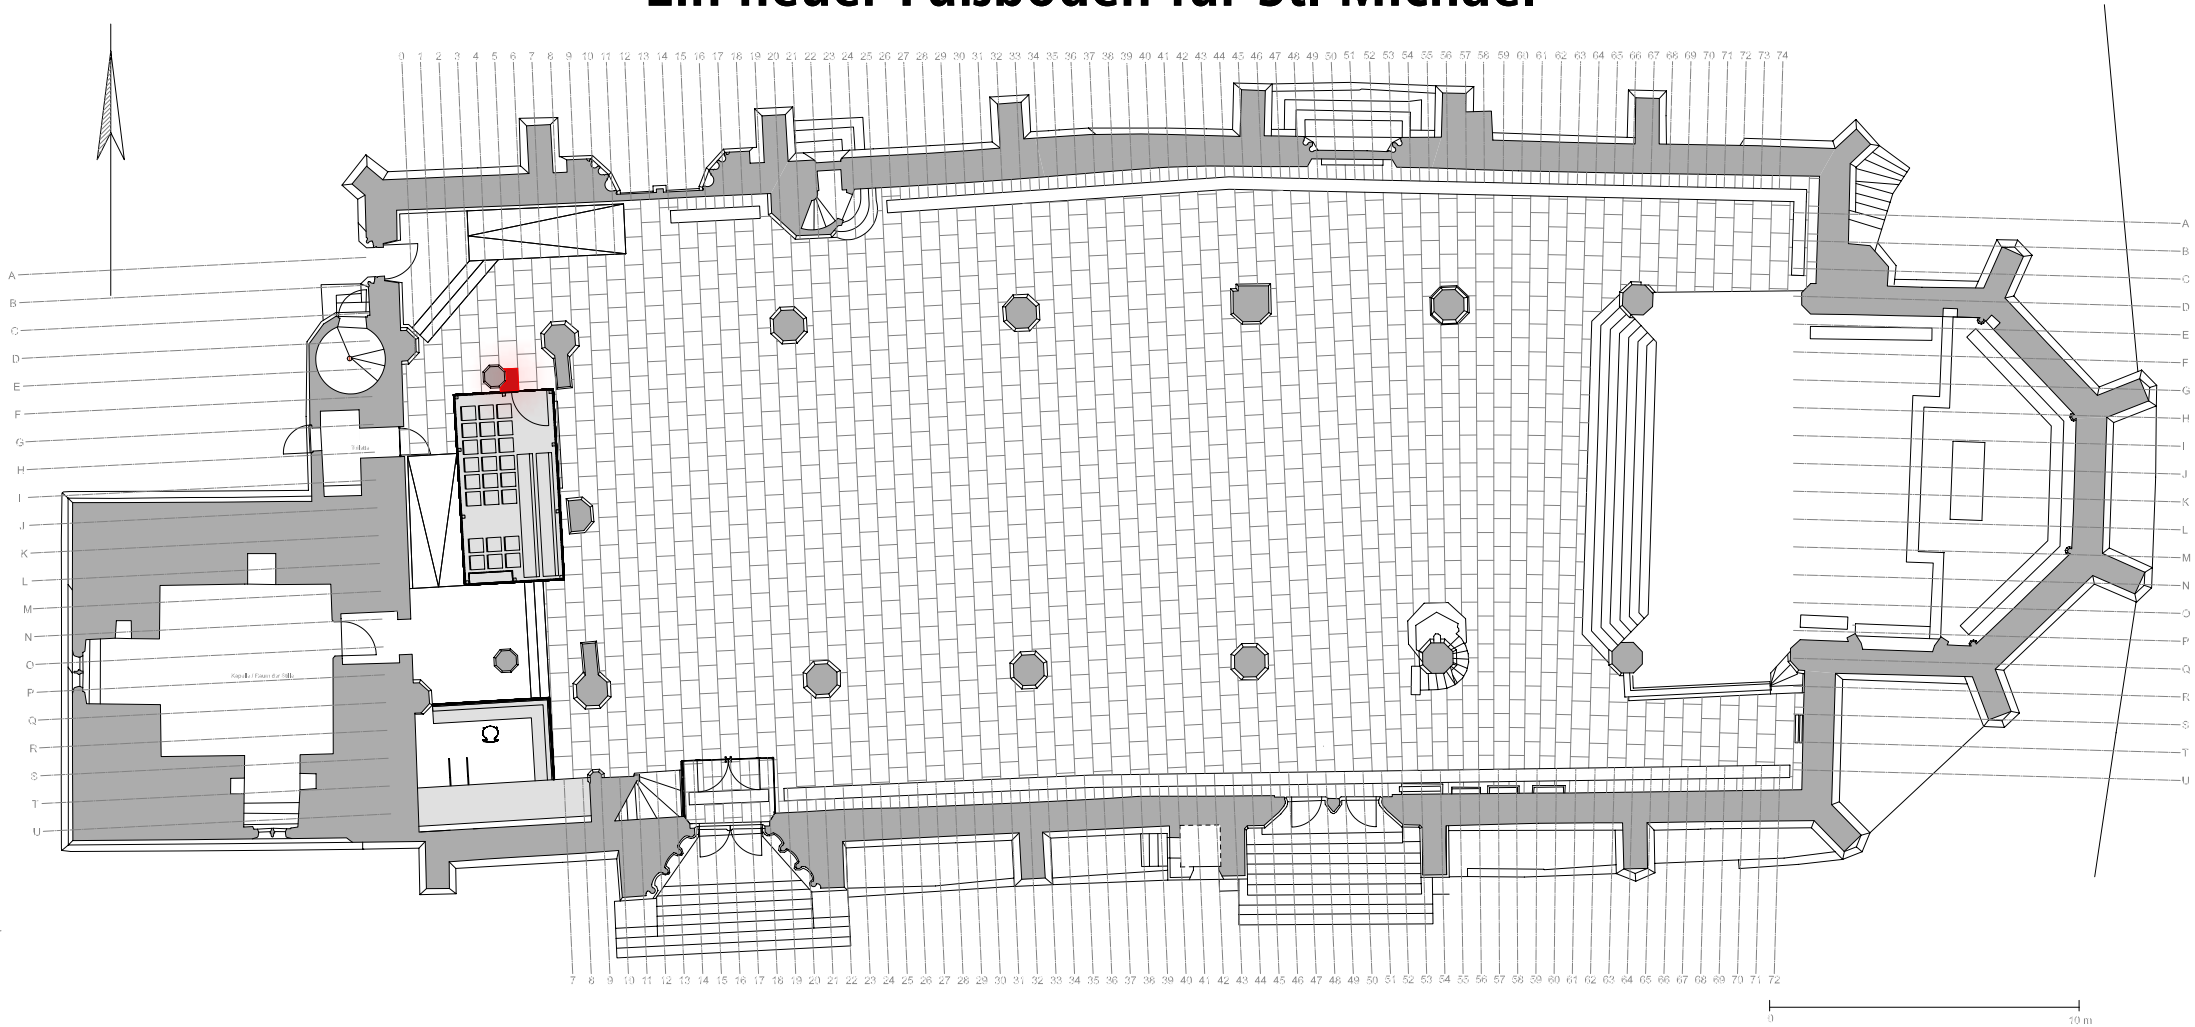 Ein neuer Fußboden für St. Michael
0 1 2 3 4 5 6 7 8 9 10 11 12 13 14 15 16 17 18 19 20 21 22 23 24 25 26 27 28 29 30 31 32 33 34 35 36 37 38 39 40 41 42 43 44 45 46 47 48 49 50 51 52 53 54 55 56 57 58 59 60 61 62 63 64 65 66 67 68 69 70 71 72 73 74
A
B
C
D
E
F
G
H
I
J
K
L
M
N
O
P
Q
R
S
T
U
Kapelle / Raum der Stille
A
B
C
D
E
F
G
H
I
J
K
L
M
N
O
P
Q
R
S
T
U
7 8 9 10 11 12 13 14 15 16 17 18 19 20 21 22 23 24 25 26 27 28 29 30 31 32 33 34 35 36 37 38 39 40 41 42 43 44 45 46 47 48 49 50 51 52 53 54 55 56 57 58 59 60 61 62 63 64 65 66 67 68 69 70 71 72
0 10 m